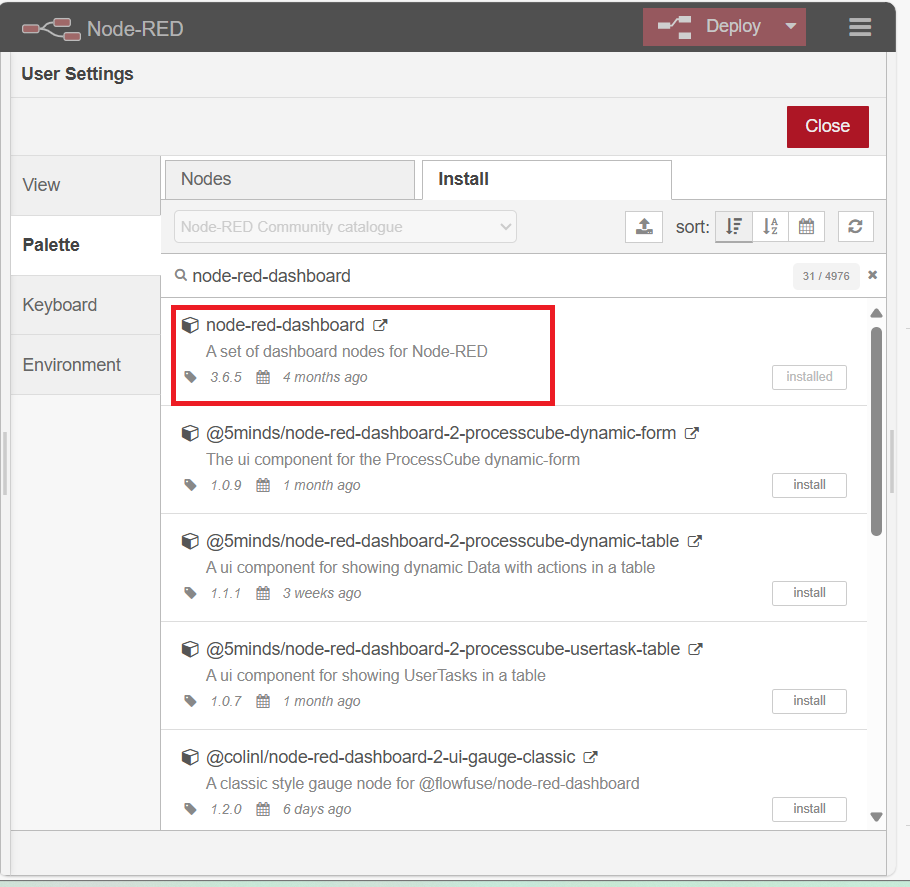 Node-RED
Deploy
User Settings
Close
View
Palette
Keyboard
Environment
Nodes
Install
Node-RED Community catalogue
sort:
node-red-dashboard
31 / 4976
node-red-dashboard
A set of dashboard nodes for Node-RED
3.6.5 4 months ago
installed
@5minds/node-red-dashboard-2-processcube-dynamic-form
The ui component for the ProcessCube dynamic-form
1.0.9 1 month ago
install
@5minds/node-red-dashboard-2-processcube-dynamic-table
A ui component for showing dynamic Data with actions in a table
1.1.1 3 weeks ago
install
@5minds/node-red-dashboard-2-processcube-usertask-table
A ui component for showing UserTasks in a table
1.0.7 1 month ago
install
@colinl/node-red-dashboard-2-ui-gauge-classic
A classic style gauge node for @flowfuse/node-red-dashboard
1.2.0 6 days ago
install